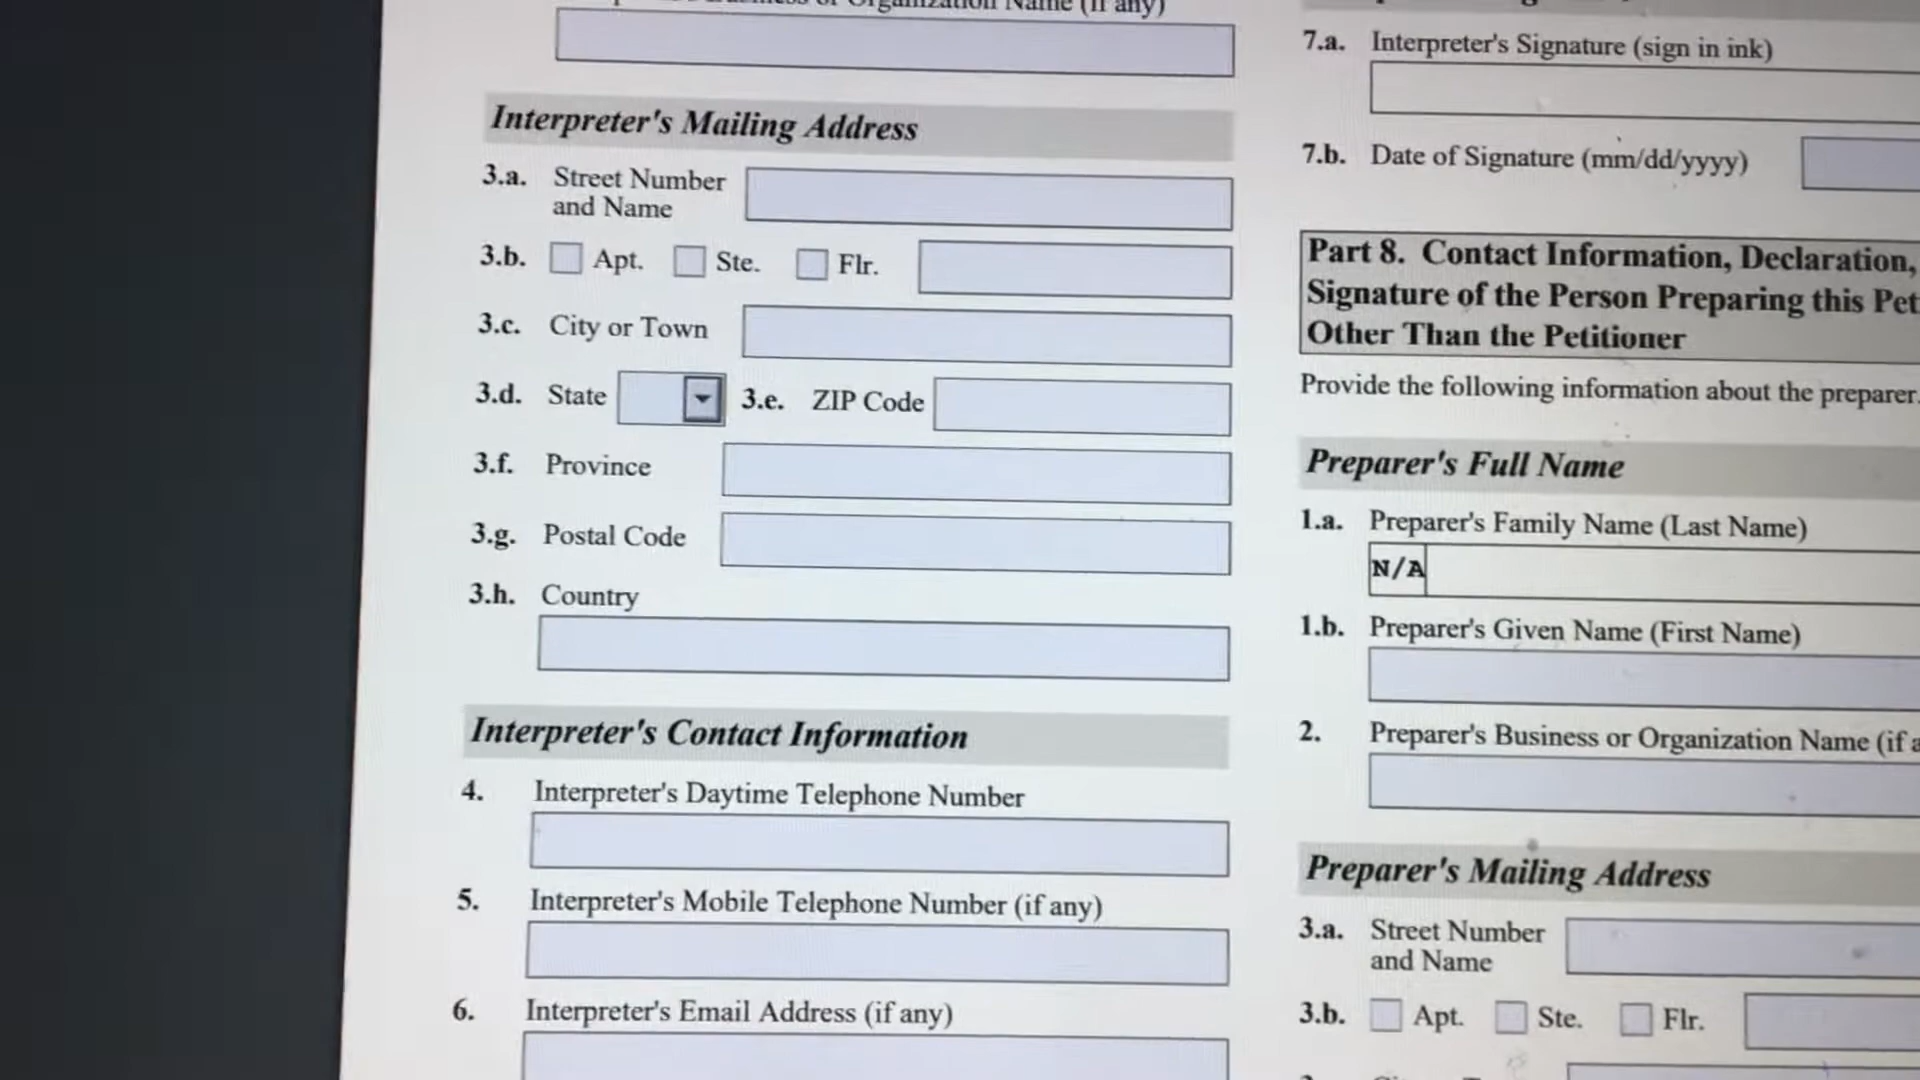 Organization Name (if any)
Interpreter's Mailing Address
3.a. Street Number
and Name
3.b. Apt. Ste. Flr.
3.c. City or Town
3.d. State 3.e. ZIP Code
3.f. Province
3.g. Postal Code
3.h. Country
Interpreter's Contact Information
4. Interpreter's Daytime Telephone Number
5. Interpreter's Mobile Telephone Number (if any)
6. Interpreter's Email Address (if any)
7.a. Interpreter's Signature (sign in ink)
7.b. Date of Signature (mm/dd/yyyy)
Part 8. Contact Information, Declaration,
Signature of the Person Preparing this Pet
Other Than the Petitioner
Provide the following information about the preparer.
Preparer's Full Name
1.a. Preparer's Family Name (Last Name)
N/A
1.b. Preparer's Given Name (First Name)
2. Preparer's Business or Organization Name (if a
Preparer's Mailing Address
3.a. Street Number
and Name
3.b. Apt. Ste. Flr.